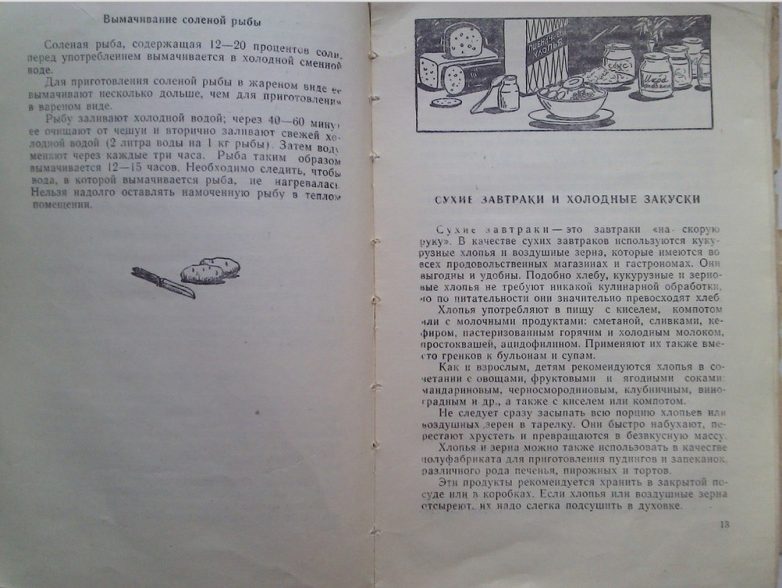 Вымачивание соленой рыбы
Соленая рыба, содержащая 12—20 процентов соли,
перед употреблением вымачивается в холодной сменной
воде.
Для приготовления соленой рыбы в жареном виде ее
вымачивают несколько дольше, чем для приготовления
в вареном виде.
Рыбу заливают холодной водой; через 40—60 минут
ее очищают от чешуи и вторично заливают свежей хо-
лодной водой (2 литра воды на 1 кг рыбы). Затем воду
меняют через каждые три часа. Рыба таким образом
вымачивается 12—15 часов. Необходимо следить, чтобы
вода, в которой вымачивается рыба, не нагревалась.
Нельзя надолго оставлять намоченную рыбу в теплом
помещении.
ПШЕНИЧНЫЕ
ХЛОПЬЯ
СОУС
Икра
СУХИЕ ЗАВТРАКИ И ХОЛОДНЫЕ ЗАКУСКИ
Сухие завтраки — это завтраки «на скорую
руку». В качестве сухих завтраков используются куку-
рузные хлопья и воздушные зерна, которые имеются во
всех продовольственных магазинах и гастрономах. Они
выгодны и удобны. Подобно хлебу, кукурузные и зерно-
вые хлопья не требуют никакой кулинарной обработки,
но по питательности они значительно превосходят хлеб.
Хлопья употребляют в пищу с киселем, компотом
или с молочными продуктами: сметаной, сливками, ке-
фиром, пастеризованным горячим и холодным молоком,
простоквашей, ацидофилином. Применяют их также вме-
сто гренков к бульонам и супам.
Как и взрослым, детям рекомендуются хлопья в со-
четании с овощами, фруктовыми и ягодными соками:
мандариновым, черносмородиновым, клубничным, вино-
градным и др., а также с киселем или компотом.
Не следует сразу засыпать всю порцию хлопьев или
воздушных зерен в тарелку. Они быстро набухают, пе-
рестают хрустеть и превращаются в безвкусную массу.
Хлопья и зерна можно также использовать в качестве
полуфабриката для приготовления пудингов и запеканок,
различного рода печенья, пирожных и тортов.
Эти продукты рекомендуется хранить в закрытой по-
суде или в коробках. Если хлопья или воздушные зерна
отсыреют, их надо слегка подсушить в духовке.
13